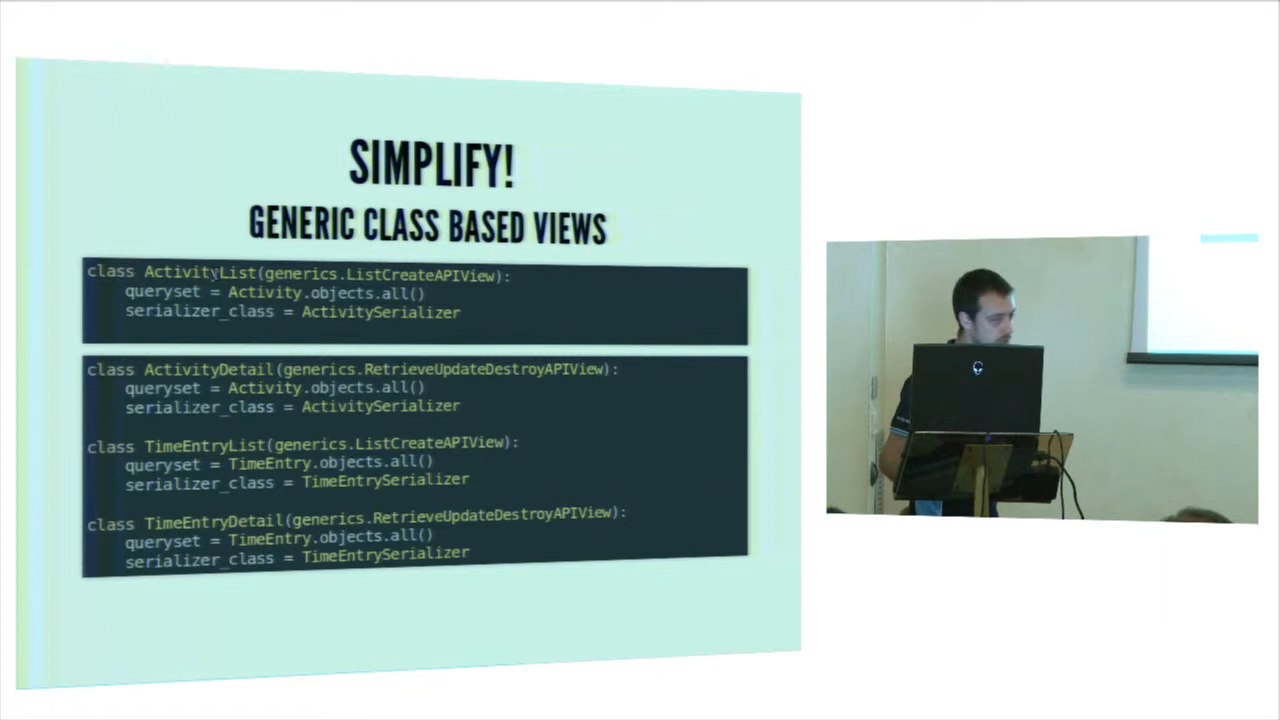 SIMPLIFY!
GENERIC CLASS BASED VIEWS
class ActivityList(generics.ListCreateAPIView):
    queryset = Activity.objects.all()
    serializer_class = ActivitySerializer
class ActivityDetail(generics.RetrieveUpdateDestroyAPIView):
    queryset = Activity.objects.all()
    serializer_class = ActivitySerializer
class TimeEntryList(generics.ListCreateAPIView):
    queryset = TimeEntry.objects.all()
    serializer_class = TimeEntrySerializer
class TimeEntryDetail(generics.RetrieveUpdateDestroyAPIView):
    queryset = TimeEntry.objects.all()
    serializer_class = TimeEntrySerializer